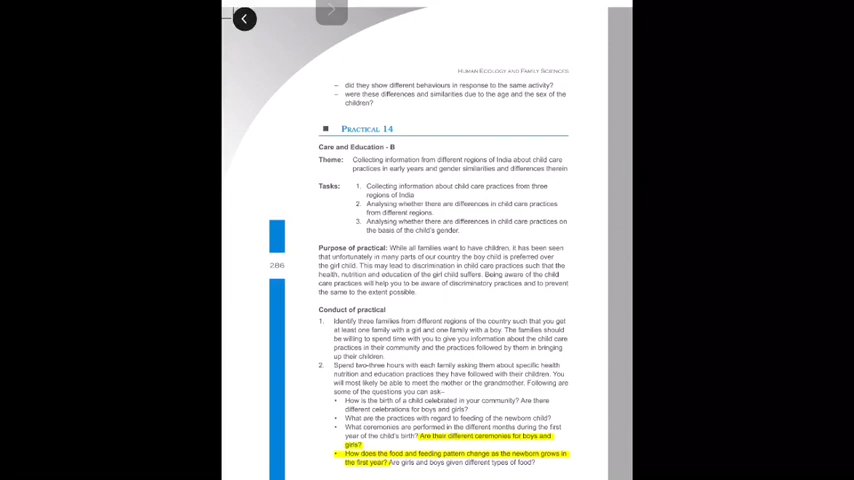 HUMAN ECOLOGY AND FAMILY SCIENCES
– did they show different behaviours in response to the same activity?
– were these differences and similarities due to the age and the sex of the
children?
PRACTICAL 14
Care and Education - B
Theme: Collecting information from different regions of India about child care
practices in early years and gender similarities and differences therein
Tasks: 1. Collecting information about child care practices from three
regions of India
2. Analysing whether there are differences in child care practices
from different regions.
3. Analysing whether there are differences in child care practices on
the basis of the child's gender.
Purpose of practical: While all families want to have children, it has been seen
that unfortunately in many parts of our country the boy child is preferred over
the girl child. This may lead to discrimination in child care practices such that the
health, nutrition and education of the girl child suffers. Being aware of the child
care practices will help you to be aware of discriminatory practices and to prevent
the same to the extent possible.
286
Conduct of practical
1. Identify three families from different regions of the country such that you get
at least one family with a girl and one family with a boy. The families should
be willing to spend time with you to give you information about the child care
practices in their community and the practices followed by them in bringing
up their children.
2. Spend two-three hours with each family asking them about specific health
nutrition and education practices they have followed with their children. You
will most likely be able to meet the mother or the grandmother. Following are
some of the questions you can ask–
• How is the birth of a child celebrated in your community? Are there
different celebrations for boys and girls?
• What are the practices with regard to feeding of the newborn child?
• What ceremonies are performed in the different months during the first
year of the child's birth? Are their different ceremonies for boys and
girls?
• How does the food and feeding pattern change as the newborn grows in
the first year? Are girls and boys given different types of food?